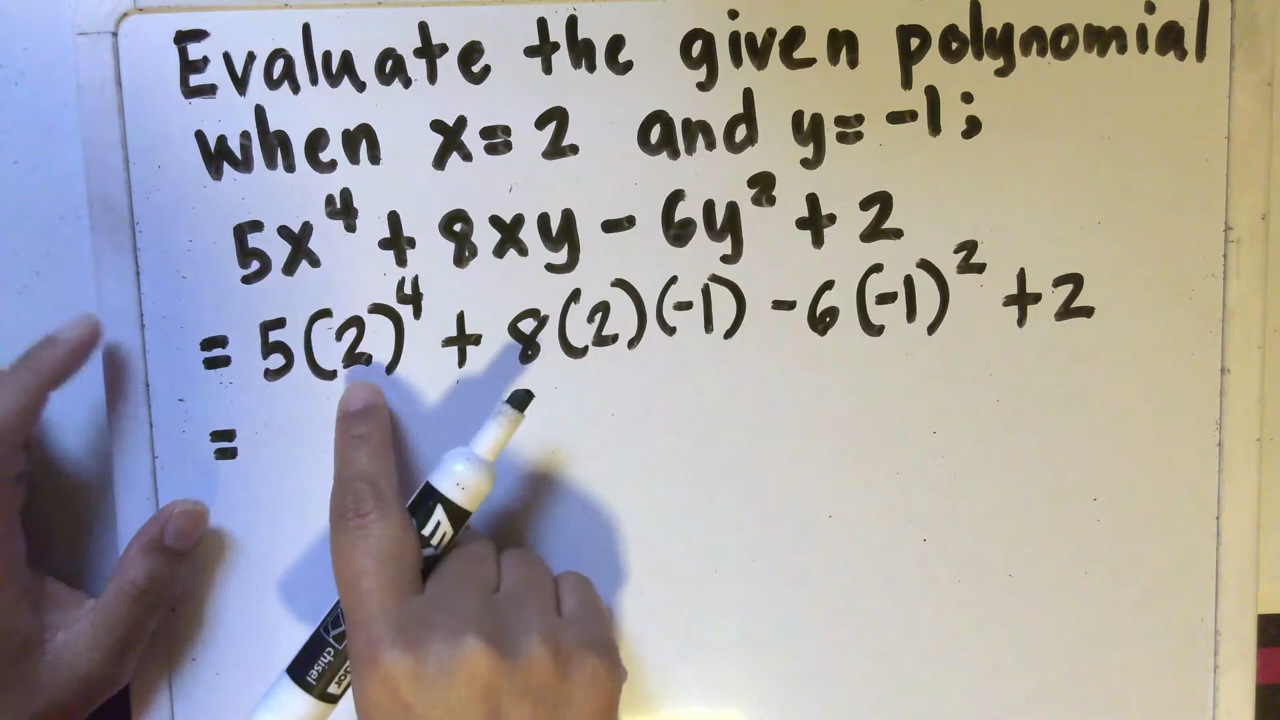 Evaluate the given polynomial
when x=2 and y=-1;
5x⁴ + 8xy - 6y² + 2
= 5(2)⁴ + 8(2)(-1) - 6(-1)² + 2
=
chisel